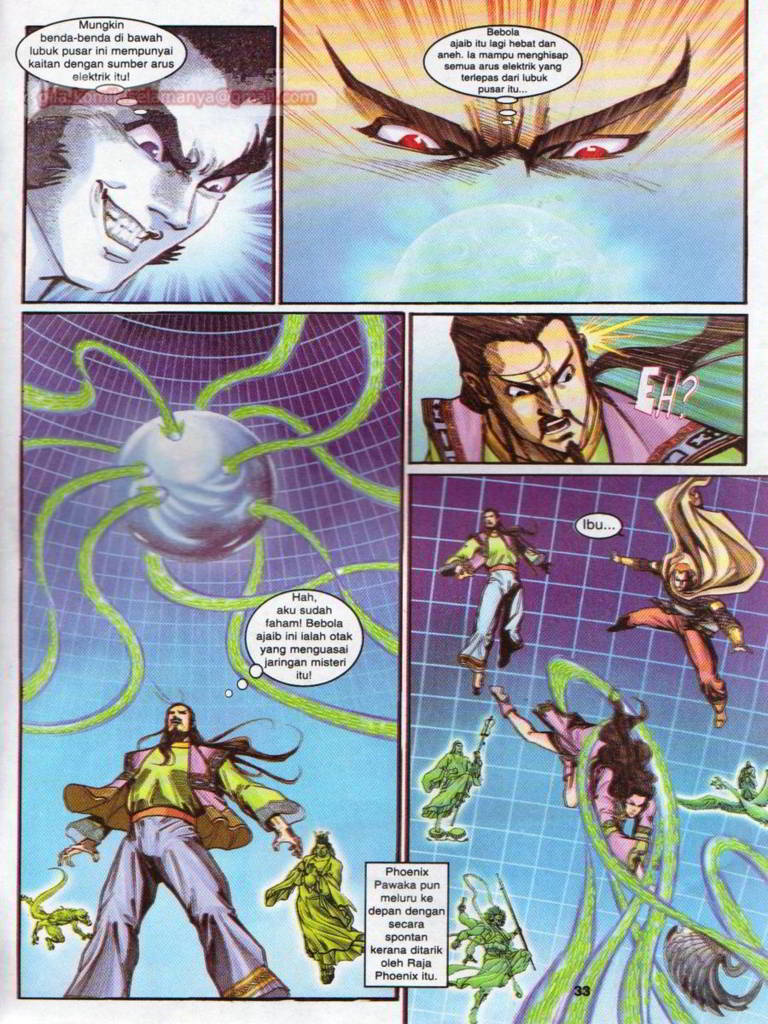 Mungkin
benda-benda di bawah
lubuk pusar ini mempunyai
kaitan dengan sumber arus
elektrik itu!
Bebola
ajaib itu lagi hebat dan
aneh. Ia mampu menghisap
semua arus elektrik yang
terlepas dari lubuk
pusar itu...
Hah,
aku sudah
faham! Bebola
ajaib ini ialah otak
yang menguasai
jaringan misteri
itu!
EH?
Ibu...
Phoenix
Pawaka pun
meluru ke
depan dengan
secara
spontan
kerana ditarik
oleh Raja
Phoenix itu.
33